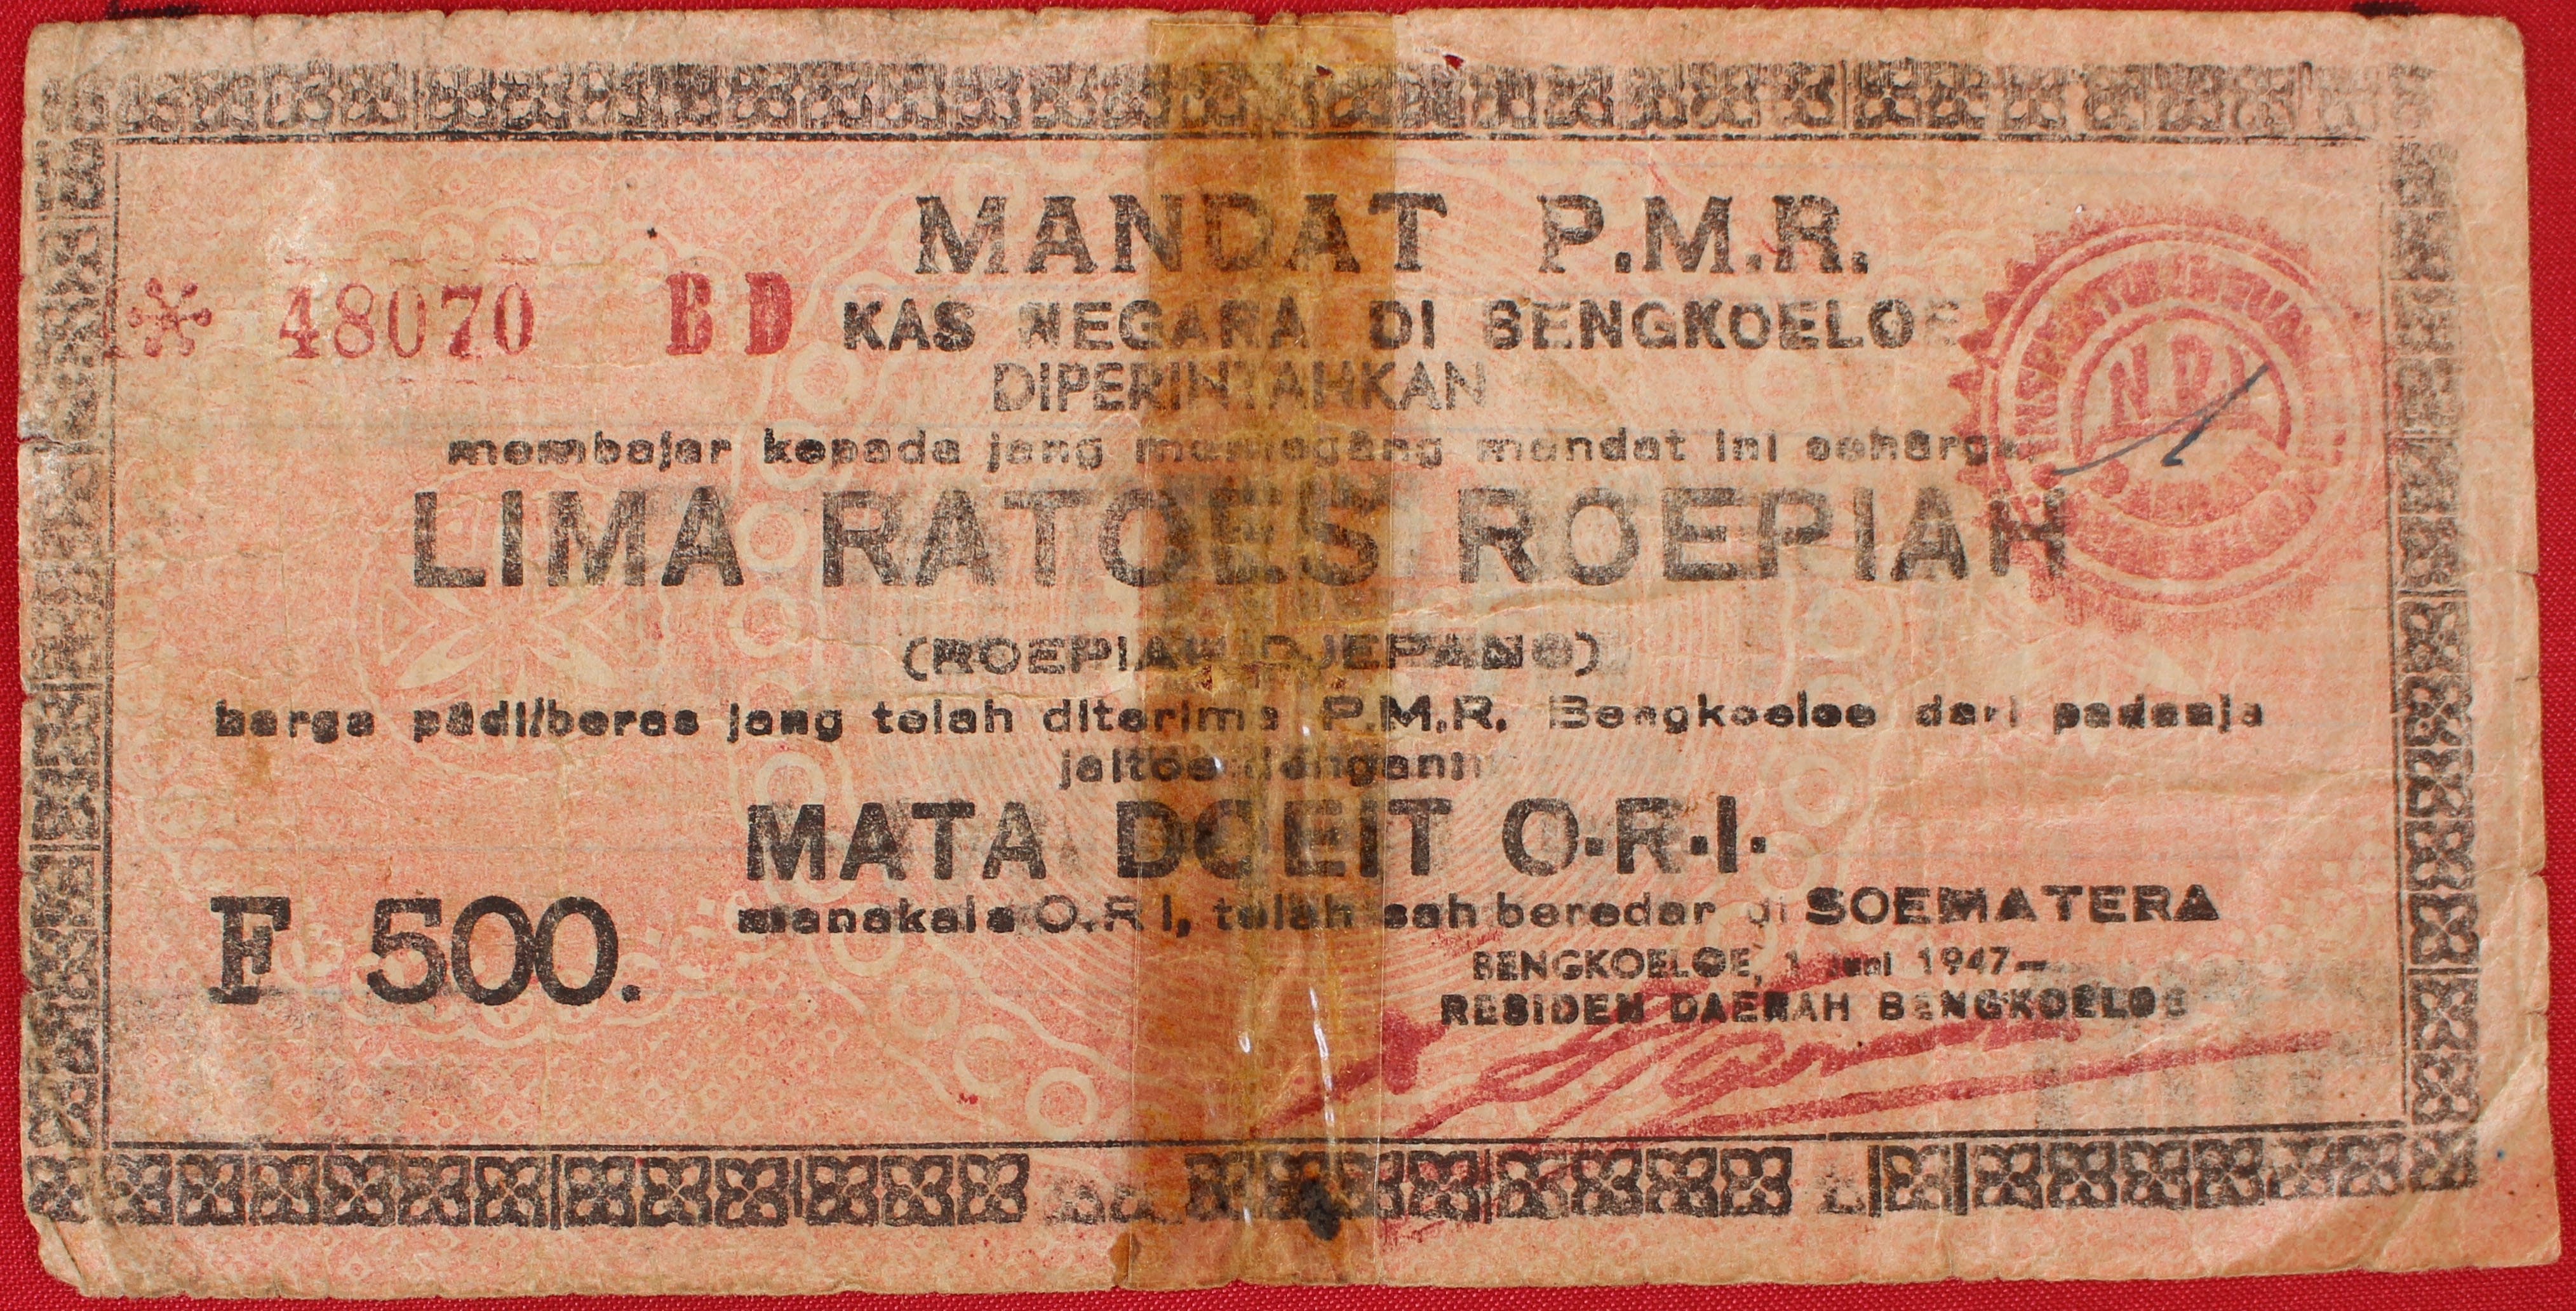 MANDAT P.M.R.
* 48070 BD
KAS NEGARA DI BENGKOELOE
DIPERINTAHKAN
membajar kepada jang memegang mandat ini seharga
LIMA RATOES ROEPIAH
(ROEPIAH DJEPANG)
harga padi/beras jang telah diterima P.M.R. Bengkoeloe dari padanja
jaitoe dengan:
MATA DOEIT O.R.I.
manakala O.R I, telah sah beredar di SOEMATERA
F 500.
BENGKOELOE, 1 Juni 1947—
RESIDEN DAERAH BENGKOELOE
N.R.I.